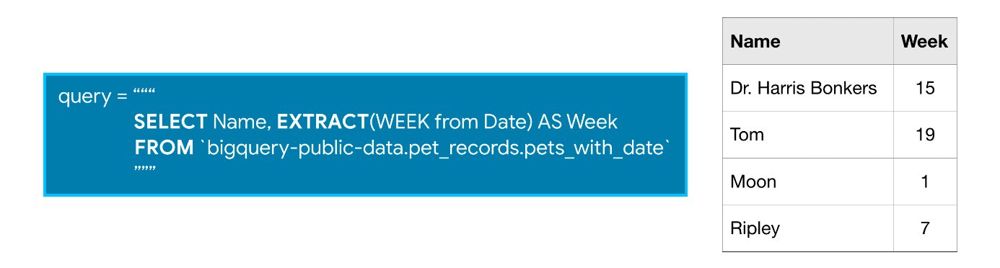 query = “““
SELECT Name, EXTRACT(WEEK from Date) AS Week
FROM `bigquery-public-data.pet_records.pets_with_date`
”””
Name Week
Dr. Harris Bonkers 15
Tom 19
Moon 1
Ripley 7